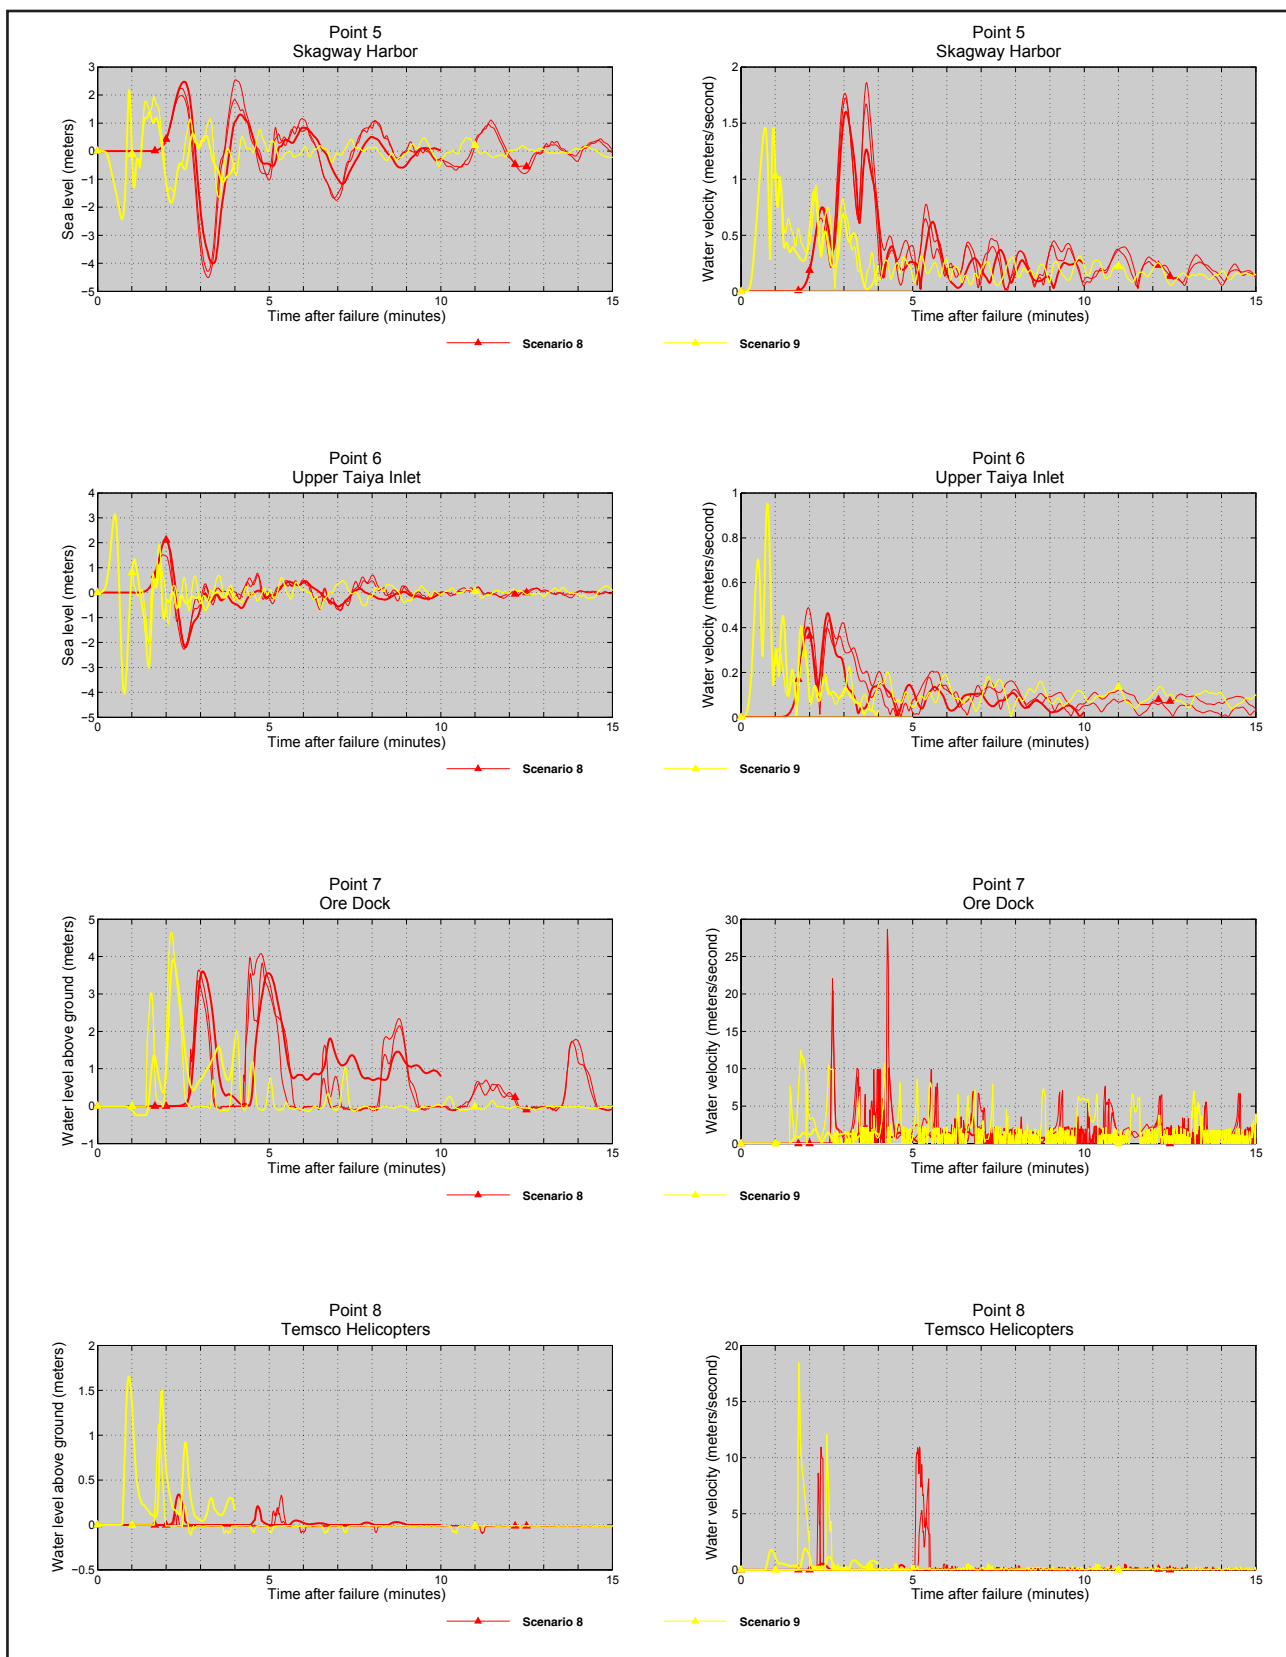 Point 5
Skagway Harbor
3
2
1
0
−1
−2
−3
−4
−5
Sea level (meters)
0
5
10
15
Time after failure (minutes)
Point 5
Skagway Harbor
2
1.5
1
0.5
0
Water velocity (meters/second)
0
5
10
15
Time after failure (minutes)
Scenario 8
Scenario 9
Point 6
Upper Taiya Inlet
4
3
2
1
0
−1
−2
−3
−4
−5
Sea level (meters)
0
5
10
15
Time after failure (minutes)
Point 6
Upper Taiya Inlet
1
0.8
0.6
0.4
0.2
0
Water velocity (meters/second)
0
5
10
15
Time after failure (minutes)
Scenario 8
Scenario 9
Point 7
Ore Dock
5
4
3
2
1
0
−1
Water level above ground (meters)
0
5
10
15
Time after failure (minutes)
Point 7
Ore Dock
30
25
20
15
10
5
0
Water velocity (meters/second)
0
5
10
15
Time after failure (minutes)
Scenario 8
Scenario 9
Point 8
Temsco Helicopters
2
1.5
1
0.5
0
−0.5
Water level above ground (meters)
0
5
10
15
Time after failure (minutes)
Point 8
Temsco Helicopters
20
15
10
5
0
Water velocity (meters/second)
0
5
10
15
Time after failure (minutes)
Scenario 8
Scenario 9